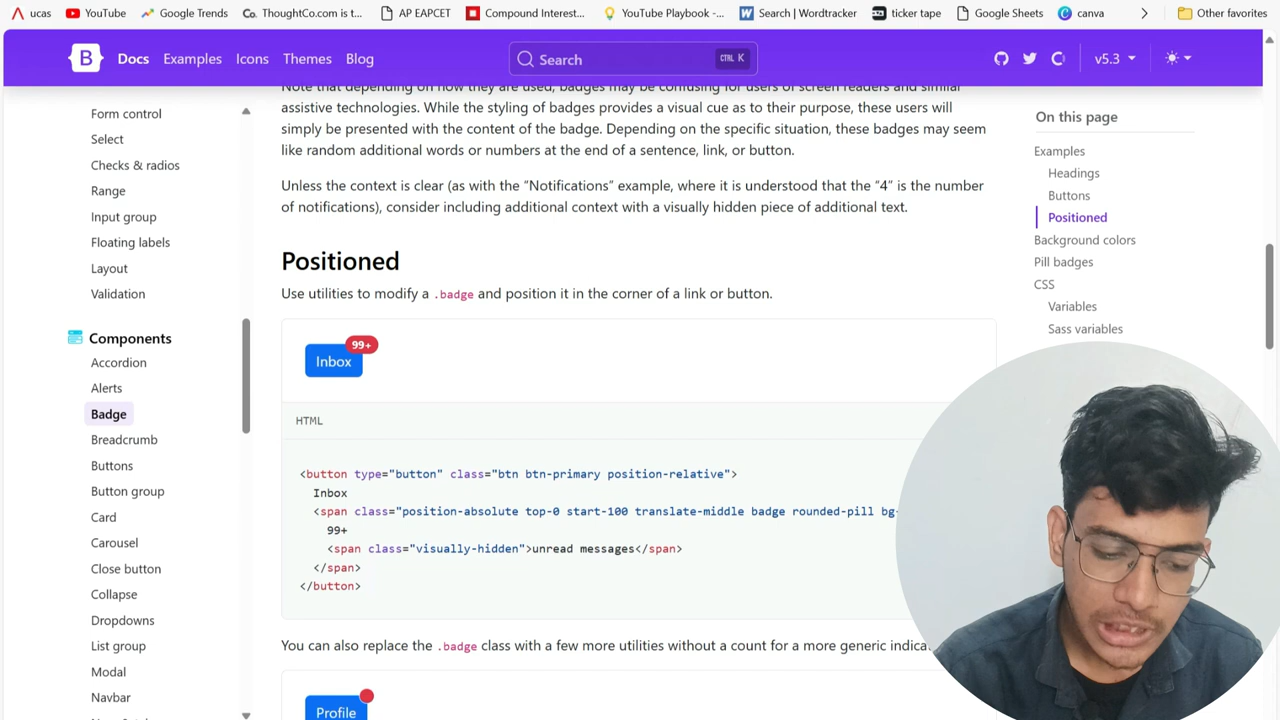 ucas YouTube Google Trends Co. ThoughtCo.com is t... AP EAPCET Compound Interest... YouTube Playbook -... W Search | Wordtracker ticker tape Google Sheets canva Other favorites
B Docs Examples Icons Themes Blog Search CTRL K v5.3
Form control
Select
Checks & radios
Range
Input group
Floating labels
Layout
Validation
Components
Accordion
Alerts
Badge
Breadcrumb
Buttons
Button group
Card
Carousel
Close button
Collapse
Dropdowns
List group
Modal
Navbar
Note that depending on how they are used, badges may be confusing for users of screen readers and similar
assistive technologies. While the styling of badges provides a visual cue as to their purpose, these users will
simply be presented with the content of the badge. Depending on the specific situation, these badges may seem
like random additional words or numbers at the end of a sentence, link, or button.
Unless the context is clear (as with the “Notifications” example, where it is understood that the “4” is the number
of notifications), consider including additional context with a visually hidden piece of additional text.
Positioned
Use utilities to modify a .badge and position it in the corner of a link or button.
99+
Inbox
HTML
<button type="button" class="btn btn-primary position-relative">
Inbox
<span class="position-absolute top-0 start-100 translate-middle badge rounded-pill bg-
99+
<span class="visually-hidden">unread messages</span>
</span>
</button>
You can also replace the .badge class with a few more utilities without a count for a more generic
Profile
On this page
Examples
Headings
Buttons
Positioned
Background colors
Pill badges
CSS
Variables
Sass variables